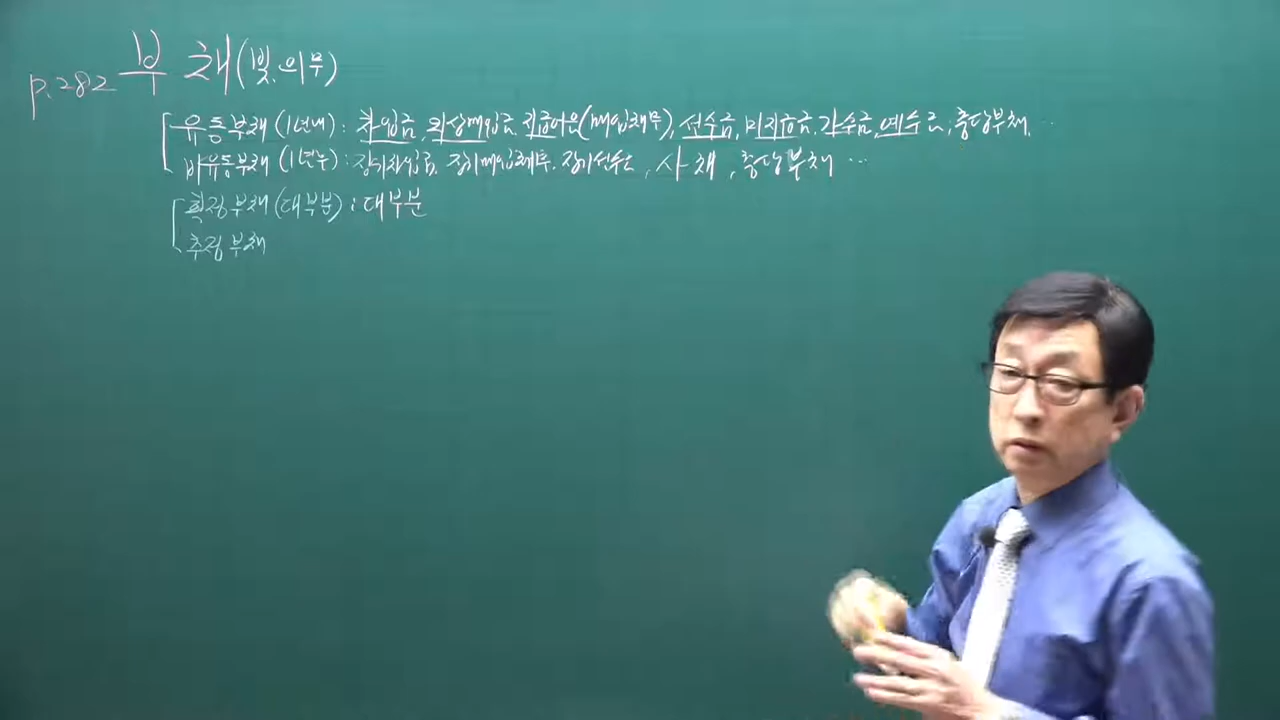 p.282 부 채(빚.의무)
유동부채(1년내): 차입금, 외상매입금, 지급어음(매입채무), 선수금, 미지급금, 가수금, 예수금, 충당부채, ...
비유동부채(1년後): 장기차입금, 장기매입채무, 장기선수금, 사채, 충당부채 ...
확정부채(대부분): 대부분
추정부채